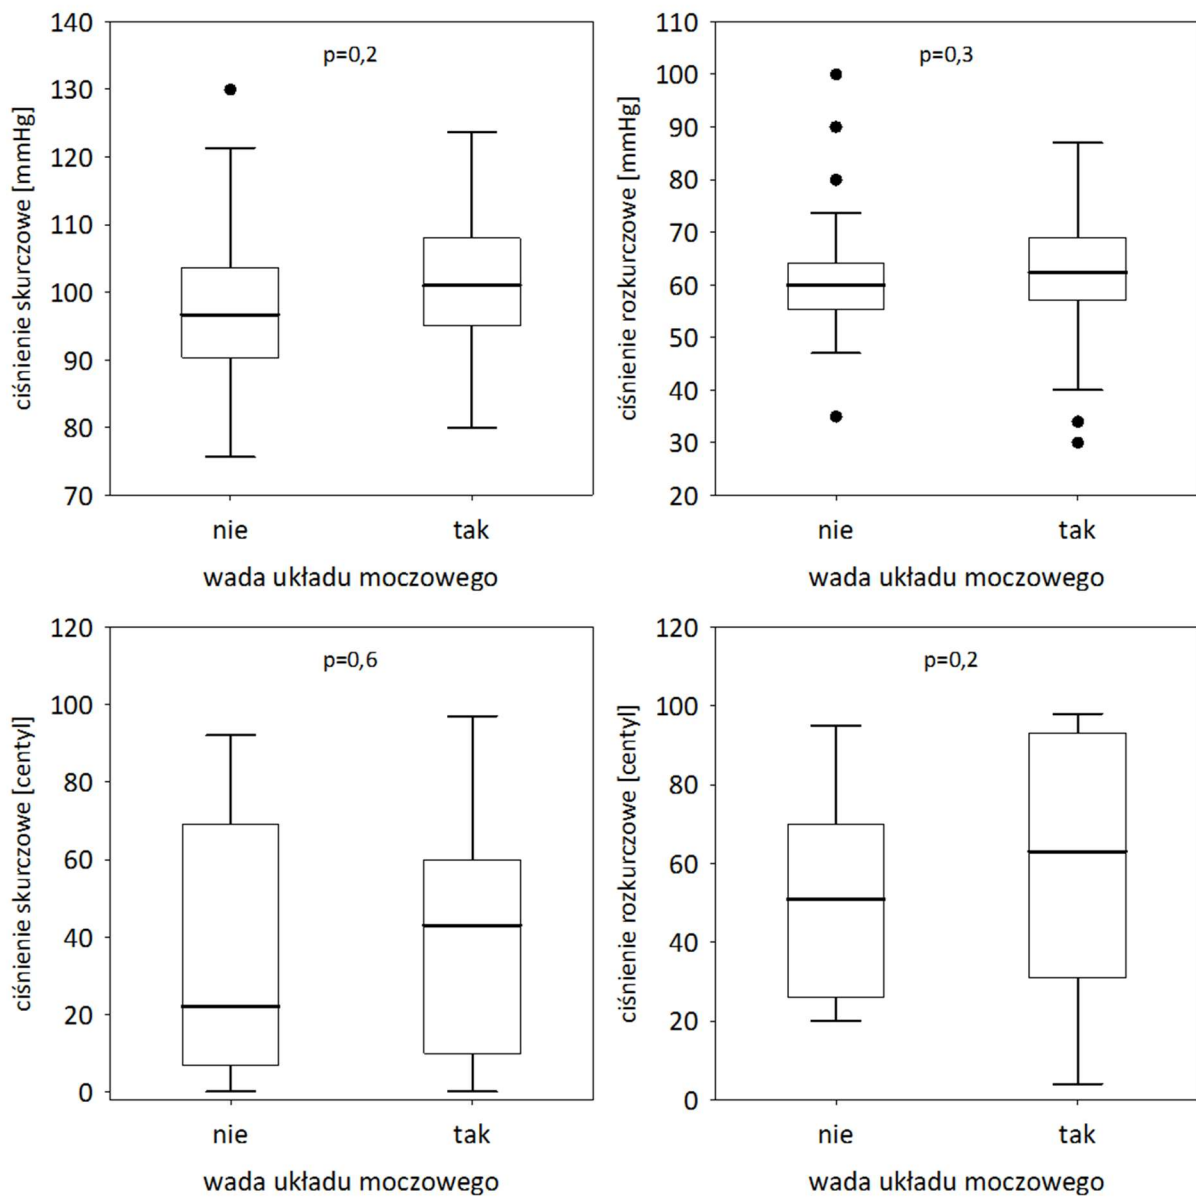 ciśnienie skurczowe [mmHg]
140
130
120
110
100
90
80
70
p=0,2
nie tak
wada układu moczowego
ciśnienie rozkurczowe [mmHg]
110
100
90
80
70
60
50
40
30
20
p=0,3
nie tak
wada układu moczowego
ciśnienie skurczowe [centyl]
120
100
80
60
40
20
0
p=0,6
nie tak
wada układu moczowego
ciśnienie rozkurczowe [centyl]
120
100
80
60
40
20
0
p=0,2
nie tak
wada układu moczowego